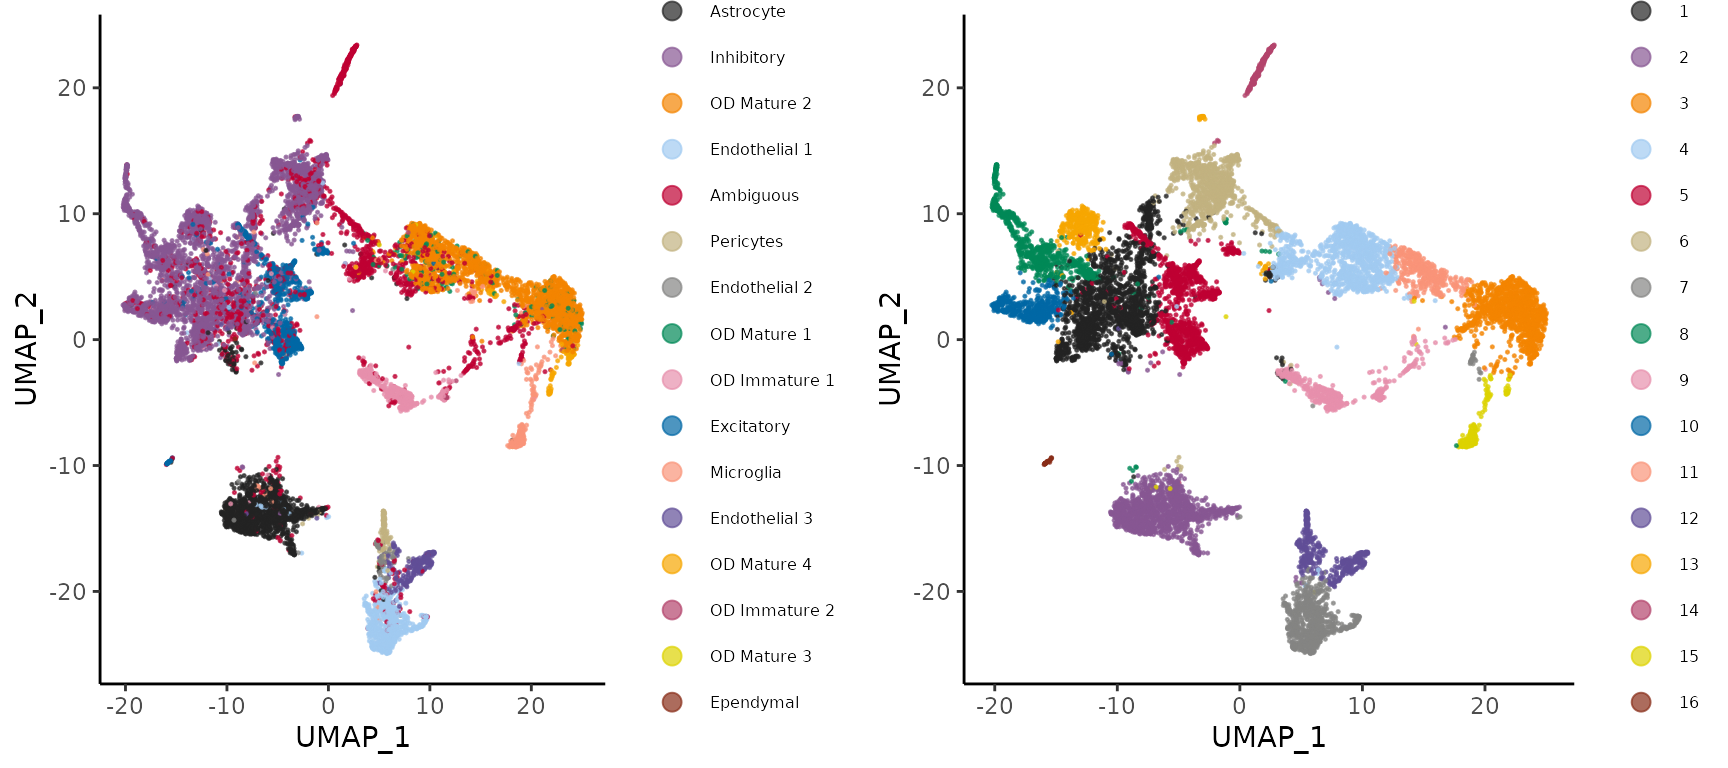 UMAP_2
20
10
0
-10
-20
-20
-10
0
10
20
UMAP_1
Astrocyte
Inhibitory
OD Mature 2
Endothelial 1
Ambiguous
Pericytes
Endothelial 2
OD Mature 1
OD Immature 1
Excitatory
Microglia
Endothelial 3
OD Mature 4
OD Immature 2
OD Mature 3
Ependymal
UMAP_2
20
10
0
-10
-20
-20
-10
0
10
20
UMAP_1
1
2
3
4
5
6
7
8
9
10
11
12
13
14
15
16